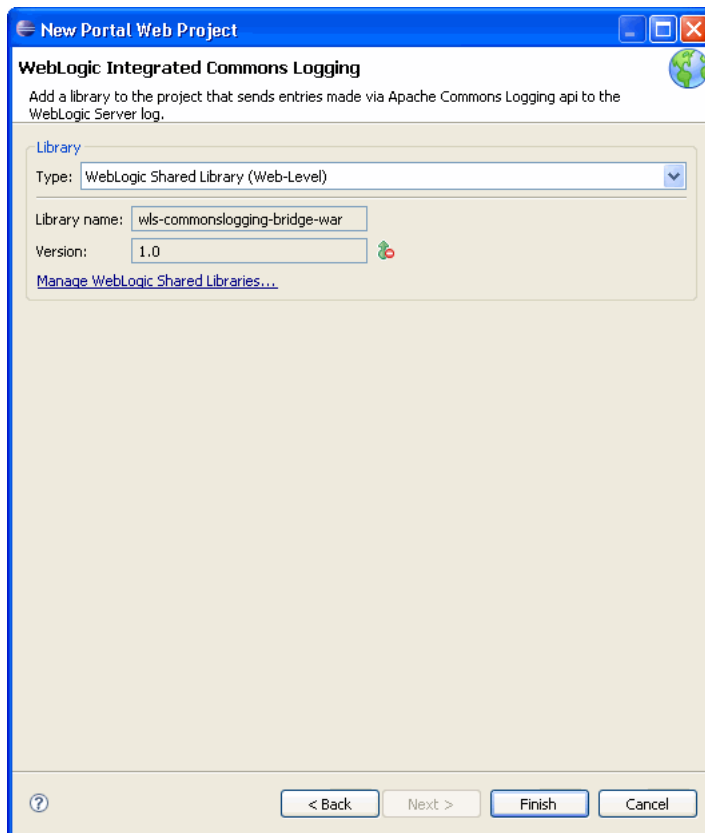 New Portal Web Project
WebLogic Integrated Commons Logging
Add a library to the project that sends entries made via Apache Commons Logging api to the
WebLogic Server log.
Library
Type: WebLogic Shared Library (Web-Level)
Library name: wls-commonslogging-bridge-war
Version: 1.0
Manage WebLogic Shared Libraries...
? < Back Next > Finish Cancel